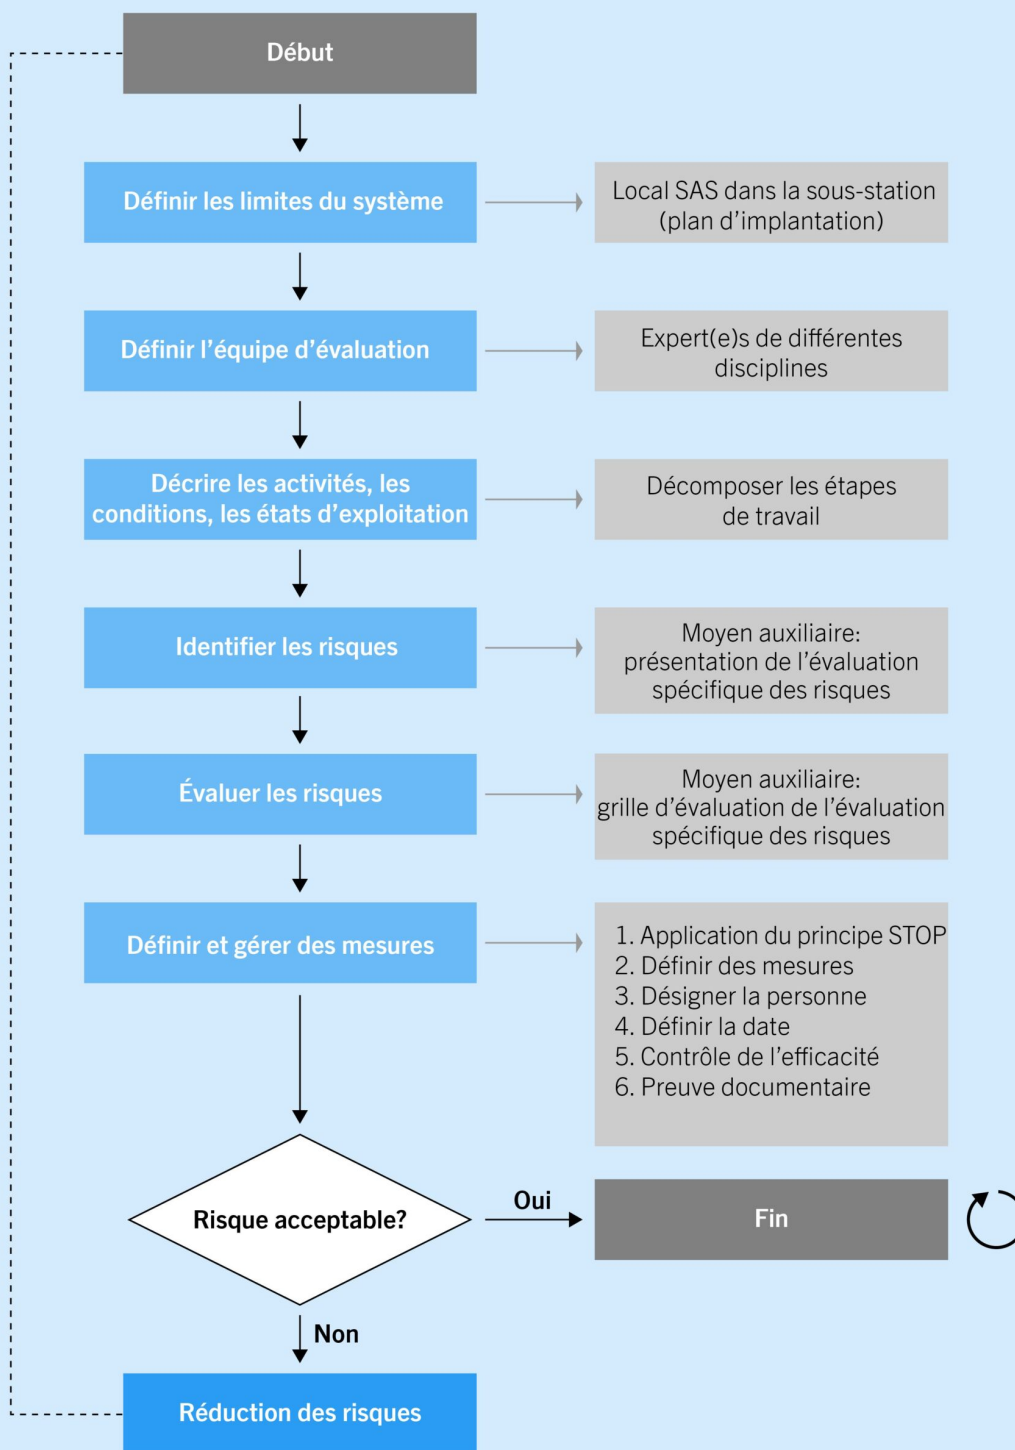 Début
Définir les limites du système
Local SAS dans la sous-station
(plan d'implantation)
Définir l'équipe d'évaluation
Expert(e)s de différentes
disciplines
Décrire les activités, les
conditions, les états d'exploitation
Décomposer les étapes
de travail
Identifier les risques
Moyen auxiliaire:
présentation de l'évaluation
spécifique des risques
Évaluer les risques
Moyen auxiliaire:
grille d'évaluation de l'évaluation
spécifique des risques
Définir et gérer des mesures
1. Application du principe STOP
2. Définir des mesures
3. Désigner la personne
4. Définir la date
5. Contrôle de l'efficacité
6. Preuve documentaire
Risque acceptable?
Oui
Fin
Non
Réduction des risques